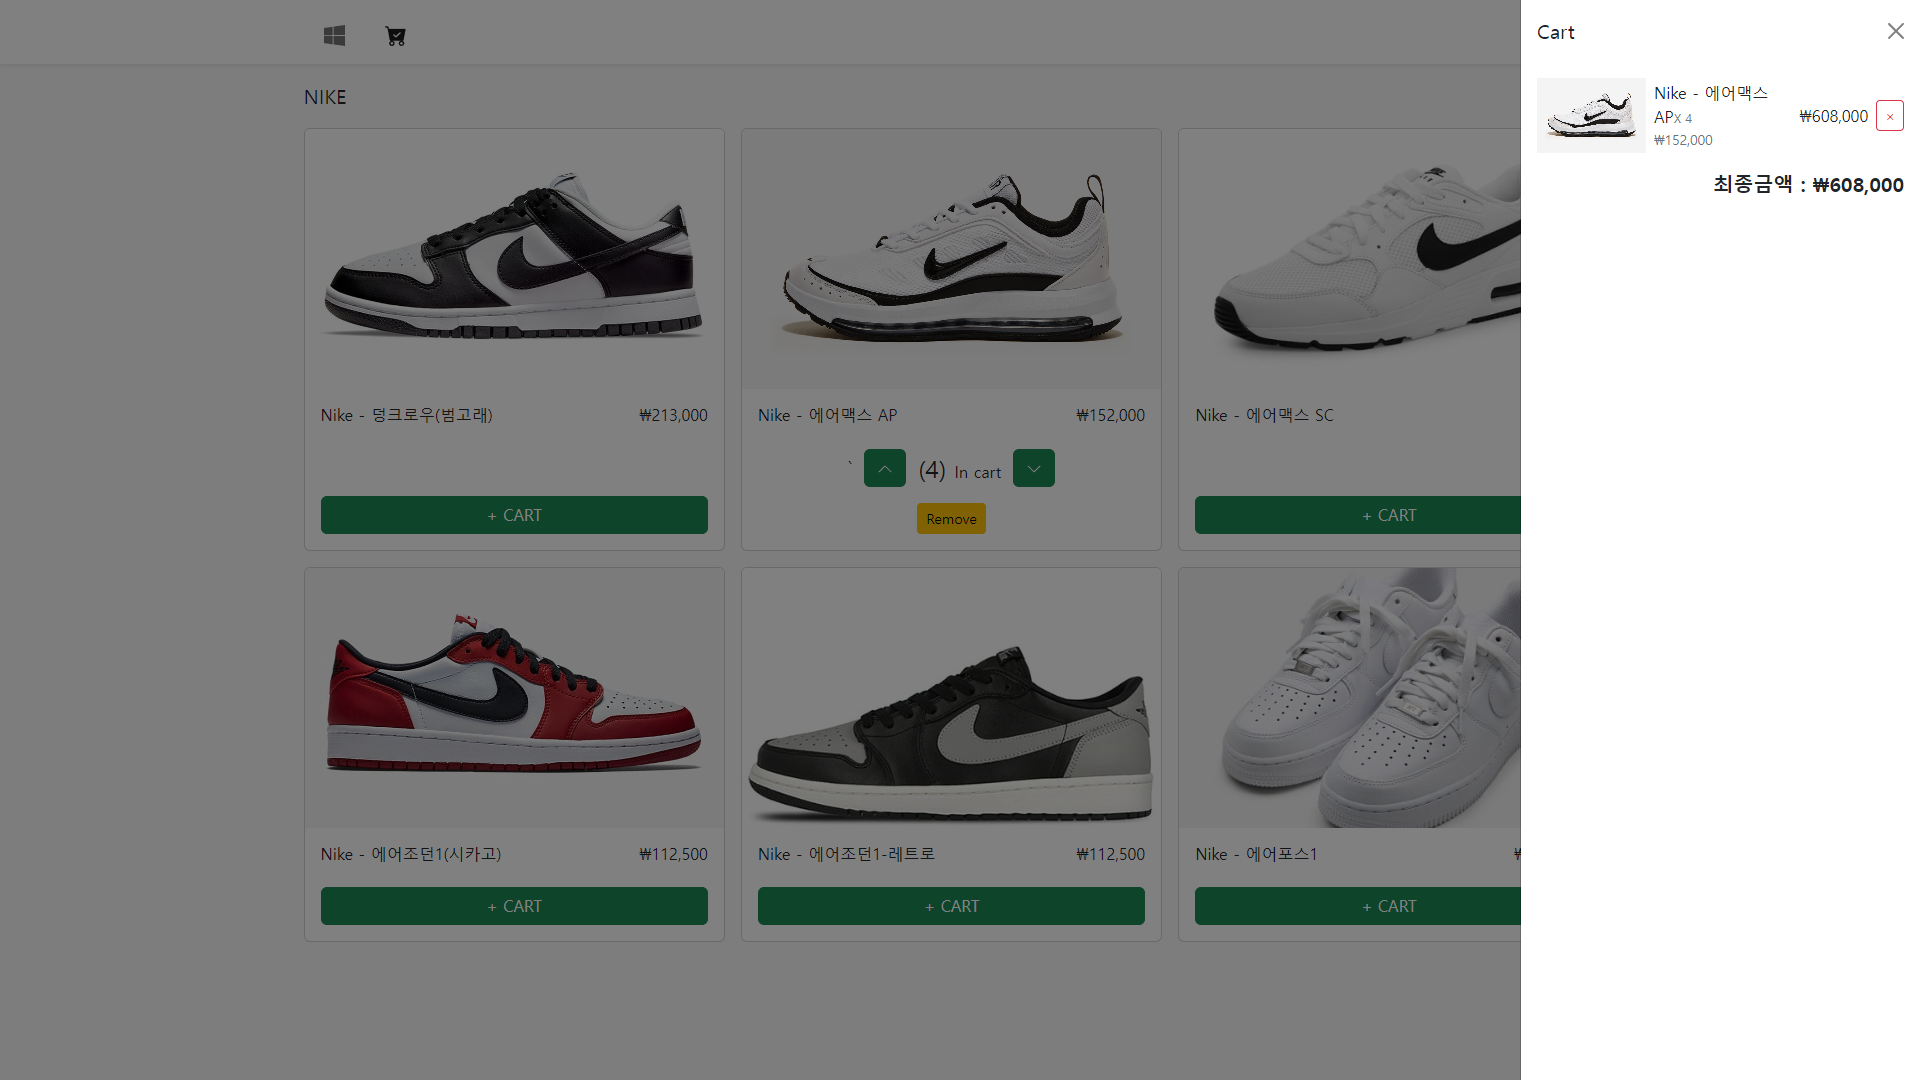 NIKE
Nike - 덩크로우(범고래) ₩213,000
+ CART
Nike - 에어맥스 AP ₩152,000
` (4) In cart
Remove
Nike - 에어맥스 SC
+ CART
Nike - 에어조던1(시카고) ₩112,500
+ CART
Nike - 에어조던1-레트로 ₩112,500
+ CART
Nike - 에어포스1 ₩
+ CART
Cart
Nike - 에어맥스
APX 4
₩152,000
₩608,000 ×
최종금액 : ₩608,000